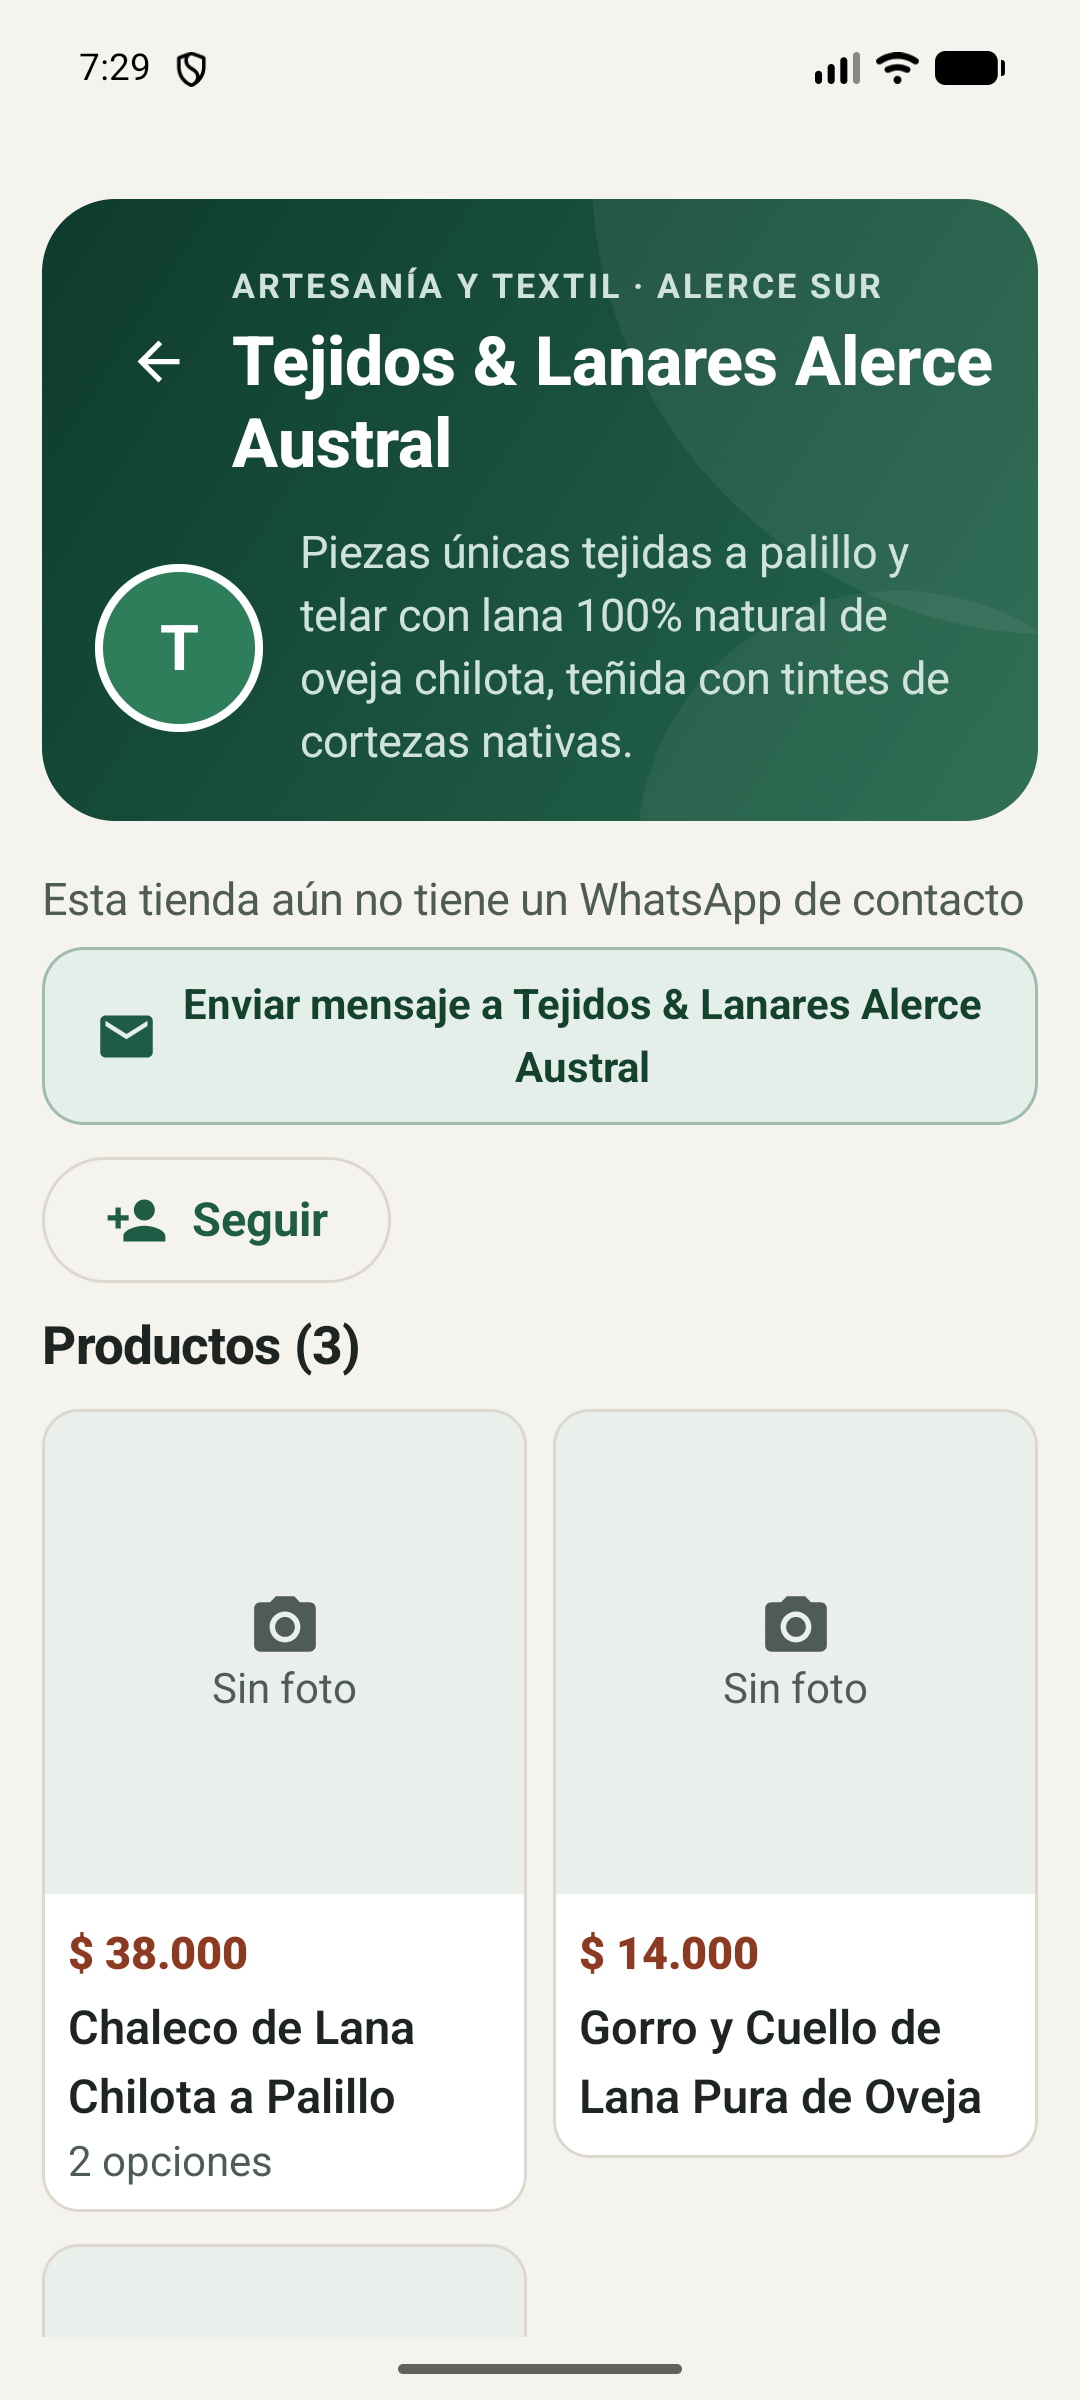 7:29
ARTESANÍA Y TEXTIL · ALERCE SUR
Tejidos & Lanares Alerce
Austral
T
Piezas únicas tejidas a palillo y
telar con lana 100% natural de
oveja chilota, teñida con tintes de
cortezas nativas.
Esta tienda aún no tiene un WhatsApp de contacto
Enviar mensaje a Tejidos & Lanares Alerce
Austral
Seguir
Productos (3)
Sin foto
Sin foto
$ 38.000
Chaleco de Lana
Chilota a Palillo
2 opciones
$ 14.000
Gorro y Cuello de
Lana Pura de Oveja